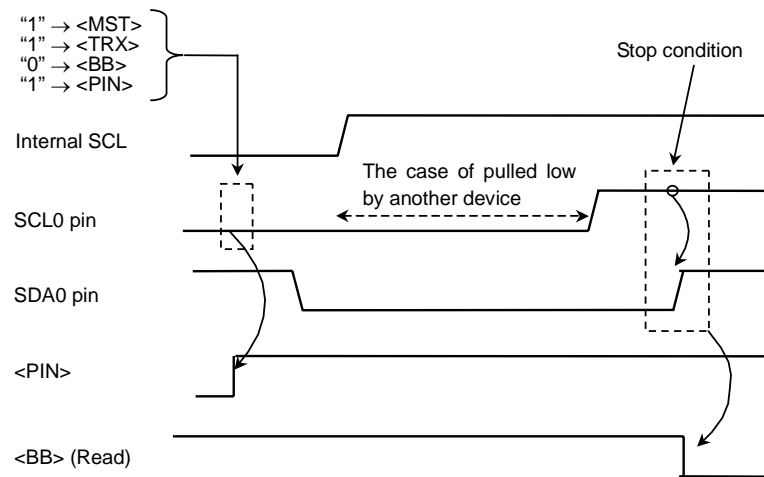 “1” → <MST>
“1” → <TRX>
“0” → <BB>
“1” → <PIN>
Stop condition
Internal SCL
The case of pulled low
by another device
SCL0 pin
SDA0 pin
<PIN>
<BB> (Read)